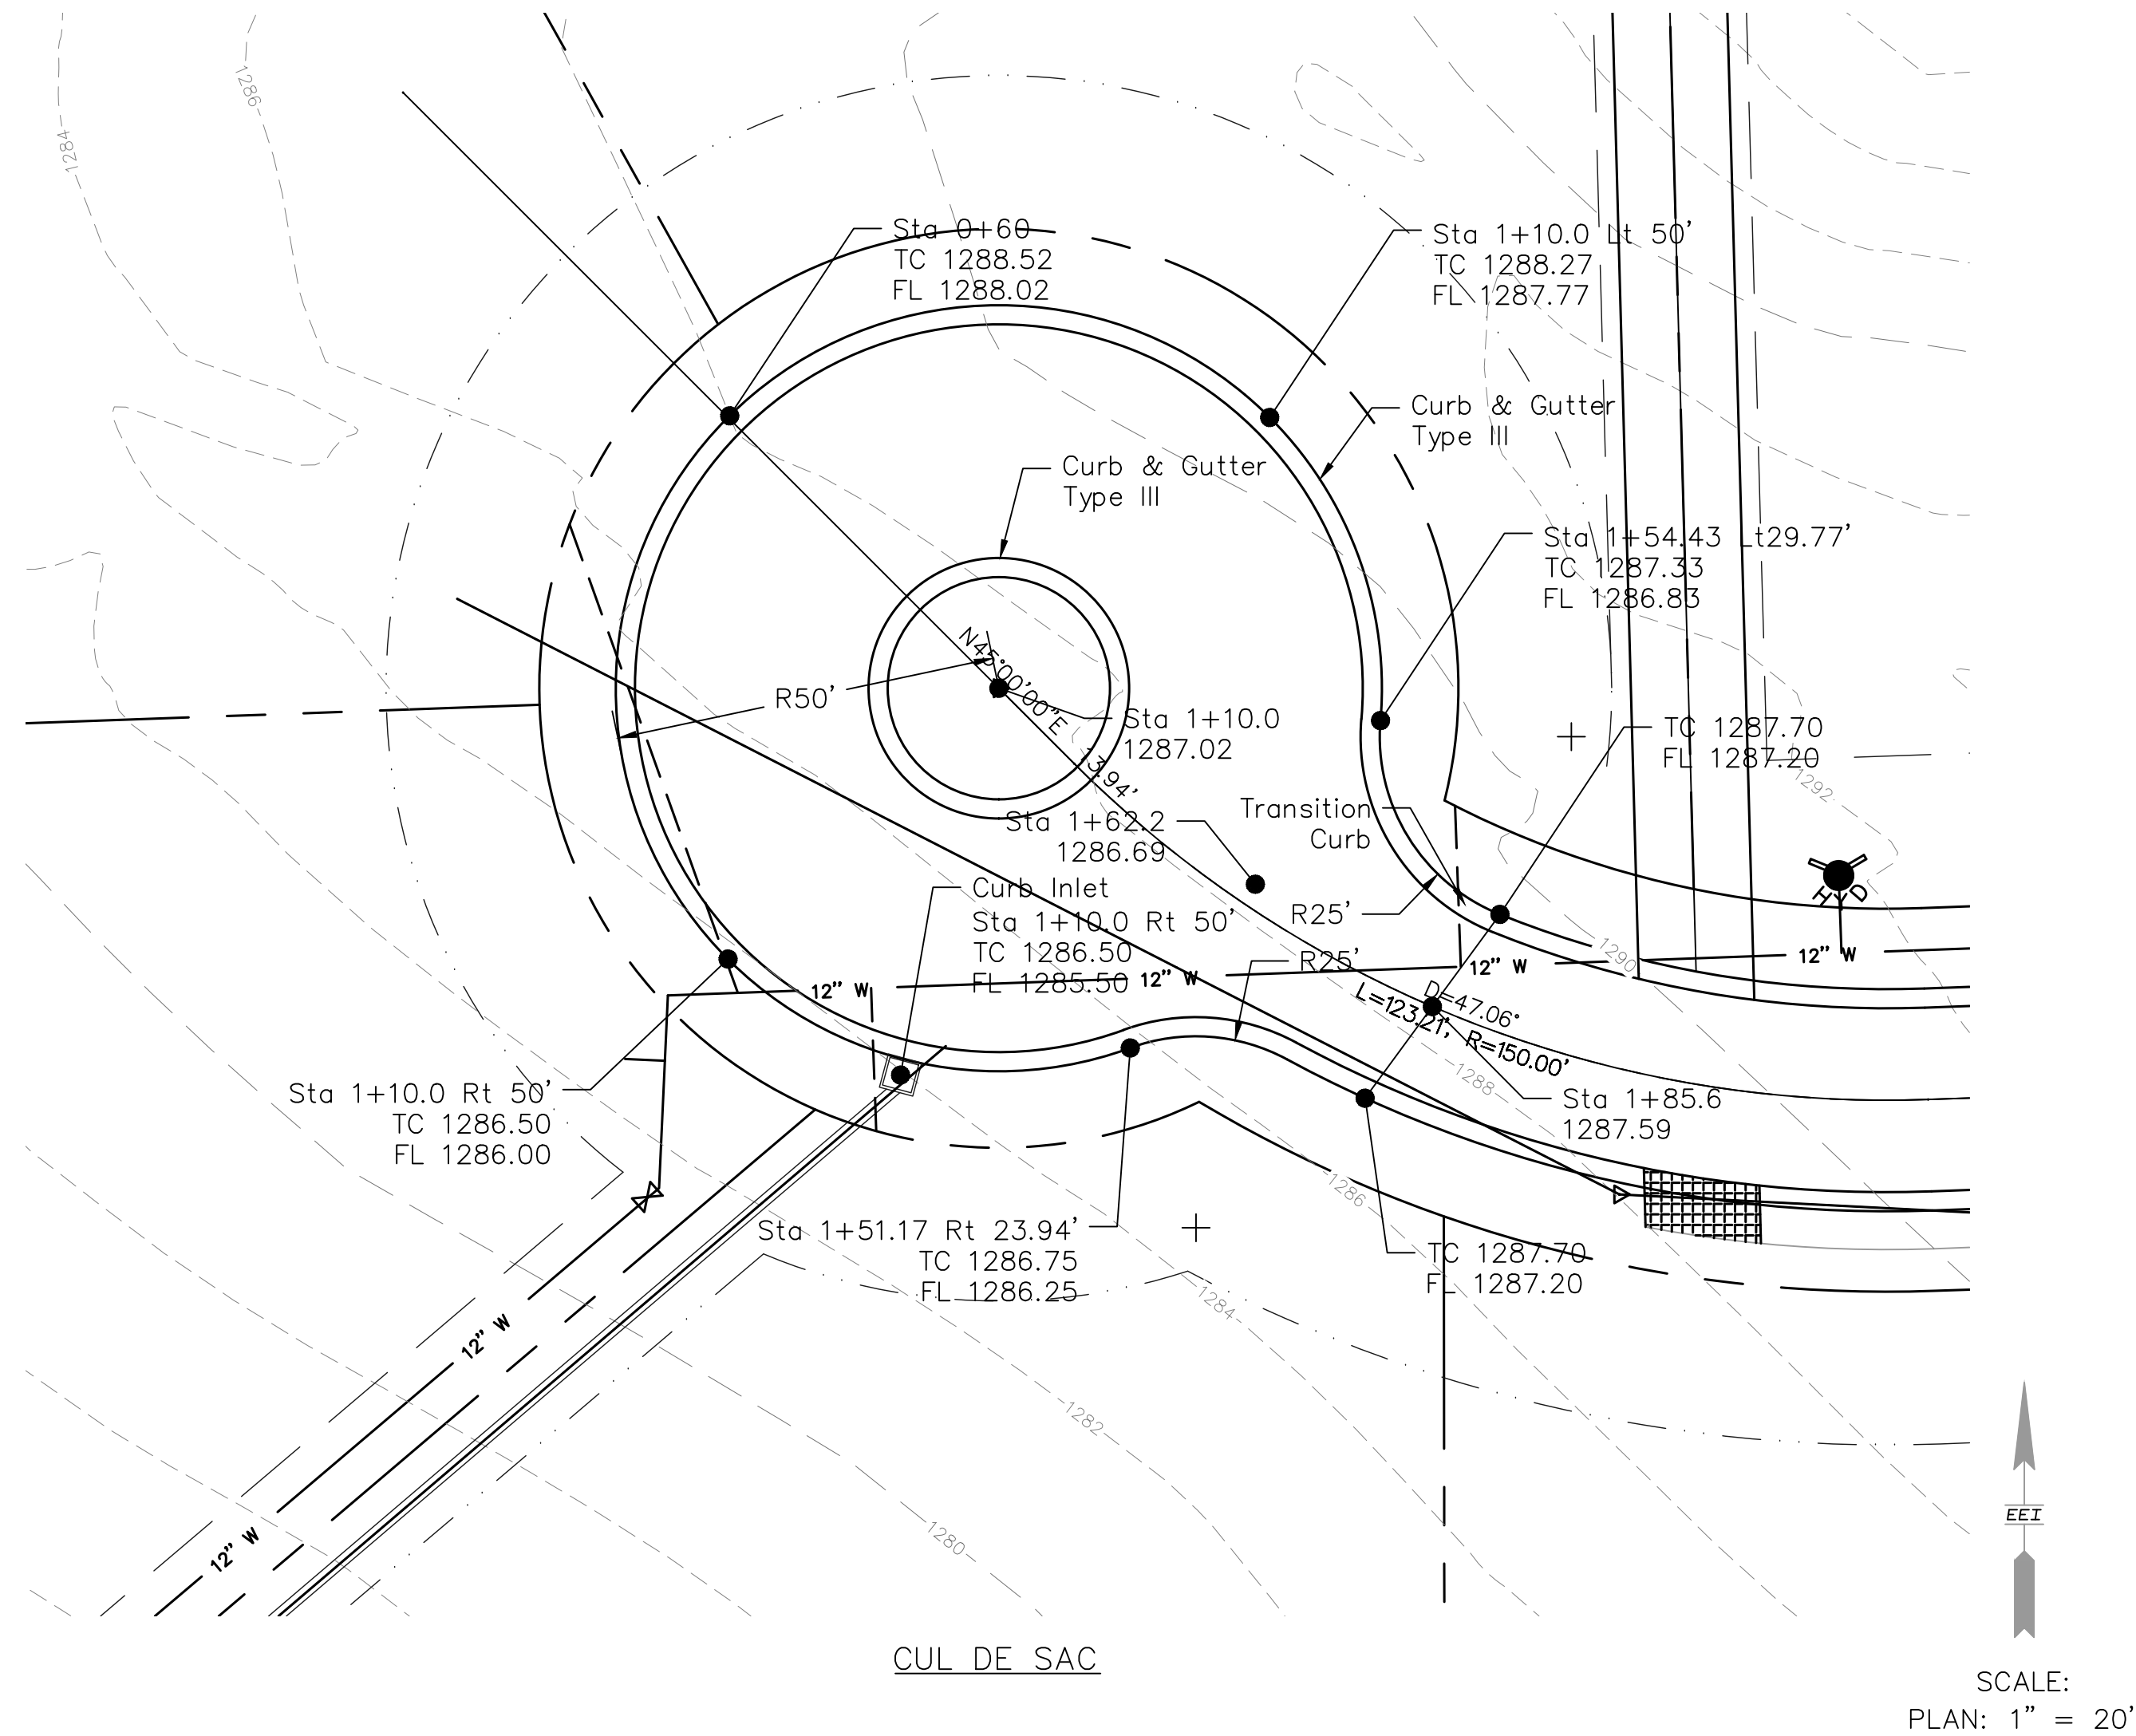 1286
1284
Sta 0+60
TC 1288.52
FL 1288.02
Sta 1+10.0 Lt 50'
TC 1288.27
FL 1287.77
Curb & Gutter
Type III
Curb & Gutter
Type III
Sta 1+54.43 Lt29.77'
TC 1287.33
FL 1286.83
N45°00'00"E
R50'
Sta 1+10.0
1287.02
TC 1287.70
FL 1287.20
1292
Transition
Curb
Sta 1+62.2
1286.69
HYD
Curb Inlet
Sta 1+10.0 Rt 50'
TC 1286.50
FL 1285.50
R25'
R25'
12" W
12" W
12" W
12" W
1290
D=47.06°
L=123.21', R=150.00'
1288
Sta 1+10.0 Rt 50'
TC 1286.50
FL 1286.00
Sta 1+85.6
1287.59
1286
Sta 1+51.17 Rt 23.94'
TC 1286.75
FL 1286.25
TC 1287.70
FL 1287.20
1284
12" W
1282
12" W
1280
EEI
CUL DE SAC
SCALE:
PLAN: 1" = 20'